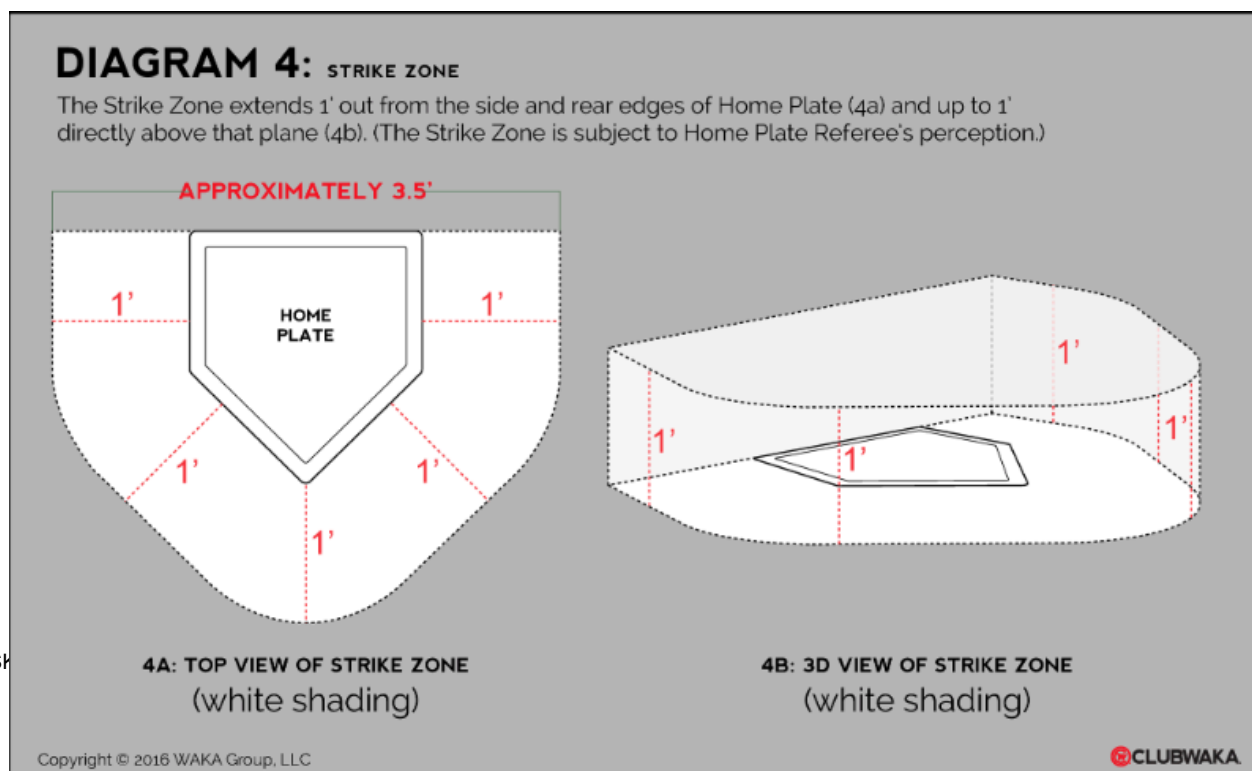 DIAGRAM 4: STRIKE ZONE
The Strike Zone extends 1' out from the side and rear edges of Home Plate (4a) and up to 1'
directly above that plane (4b). (The Strike Zone is subject to Home Plate Referee's perception.)
APPROXIMATELY 3.5'
1'
1'
HOME
PLATE
1'
1'
1'
4A: TOP VIEW OF STRIKE ZONE
(white shading)
1'
1'
1'
1'
4B: 3D VIEW OF STRIKE ZONE
(white shading)
Copyright © 2016 WAKA Group, LLC
CLUBWAKA